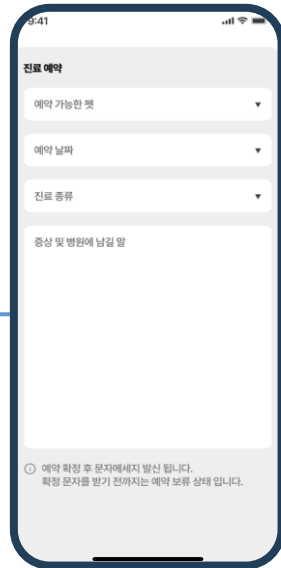 9:41
진료 예약
예약 가능한 펫
예약 날짜
진료 종류
증상 및 병원에 남길 말
예약 확정 후 문자메세지 발신 됩니다.
확정 문자를 받기 전까지는 예약 보류 상태 입니다.